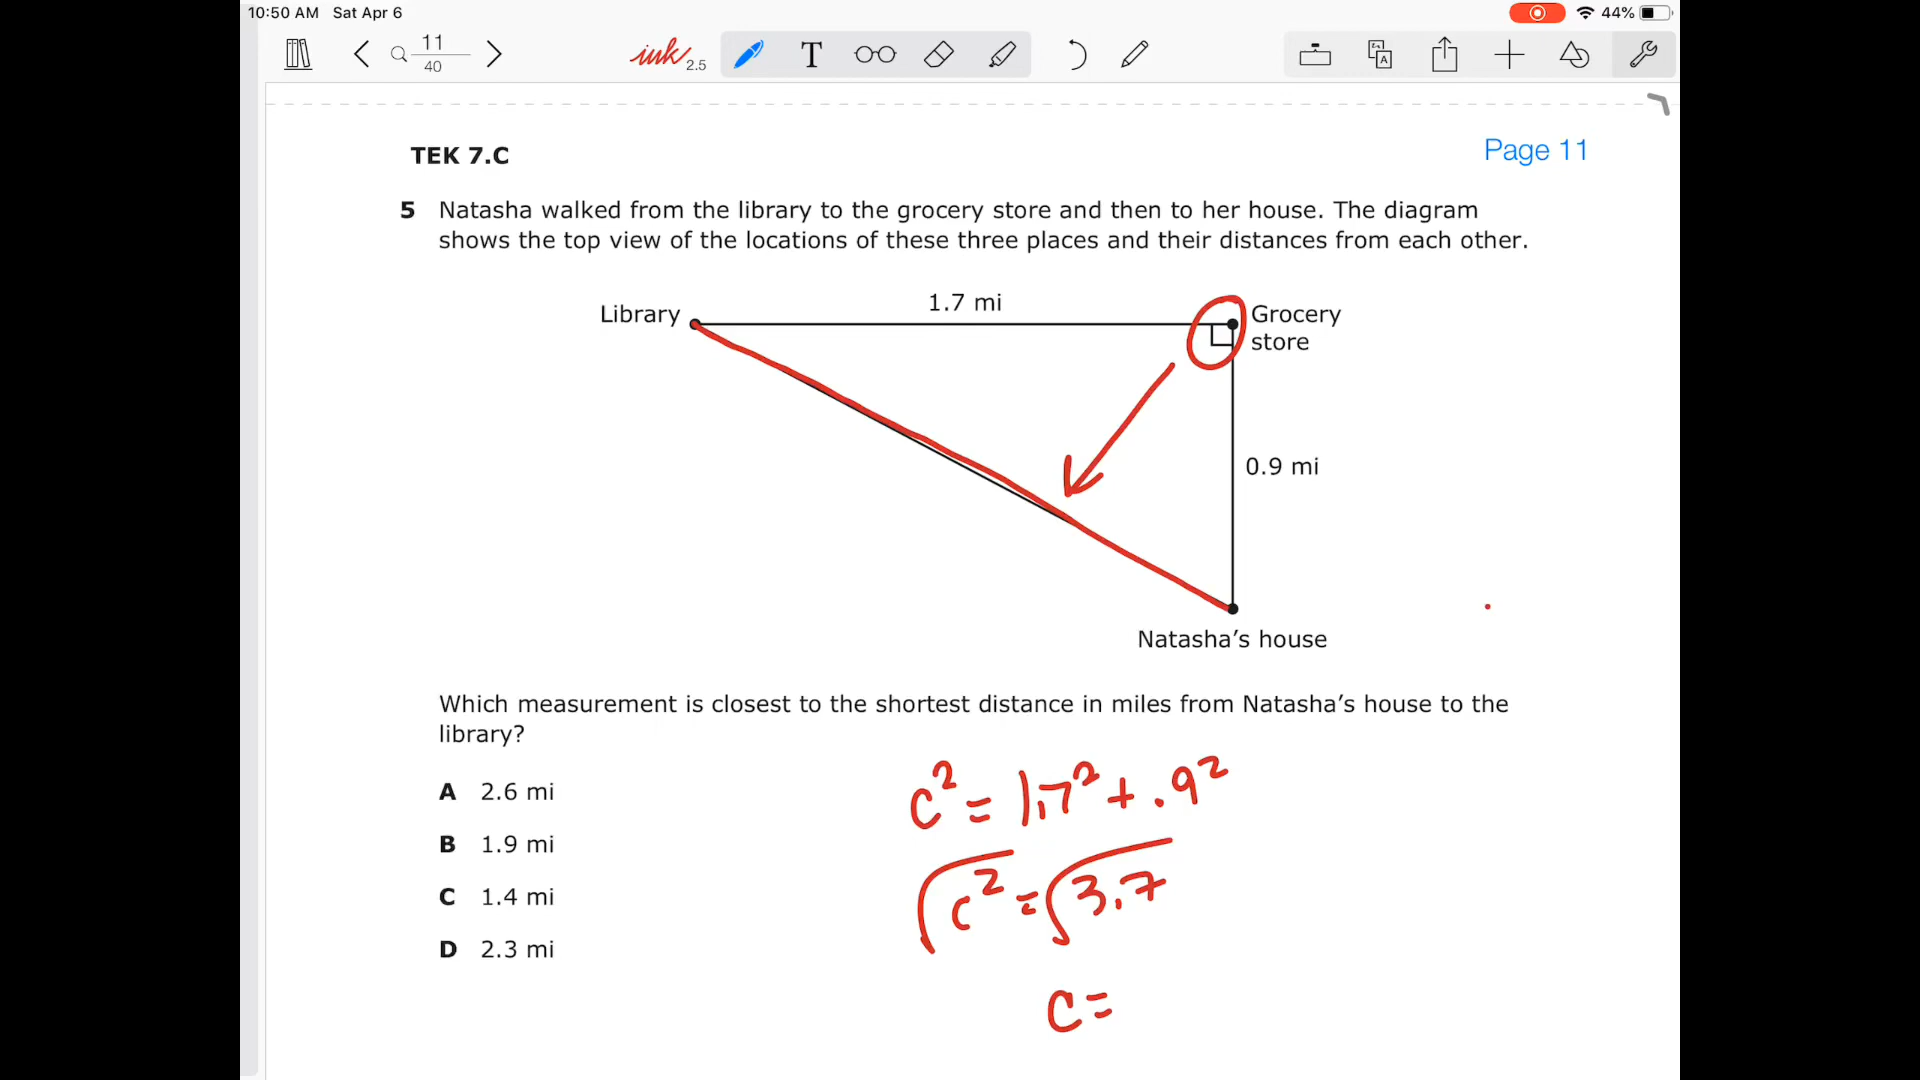 10:50 AM Sat Apr 6 44%
11
40
ink 2.5 T A
TEK 7.C
Page 11
5 Natasha walked from the library to the grocery store and then to her house. The diagram
shows the top view of the locations of these three places and their distances from each other.
1.7 mi
Library
Grocery
store
0.9 mi
Natasha's house
Which measurement is closest to the shortest distance in miles from Natasha's house to the
library?
A 2.6 mi
B 1.9 mi
C 1.4 mi
D 2.3 mi
c² = 1.7² + .9²
√c² = √3.7
c =